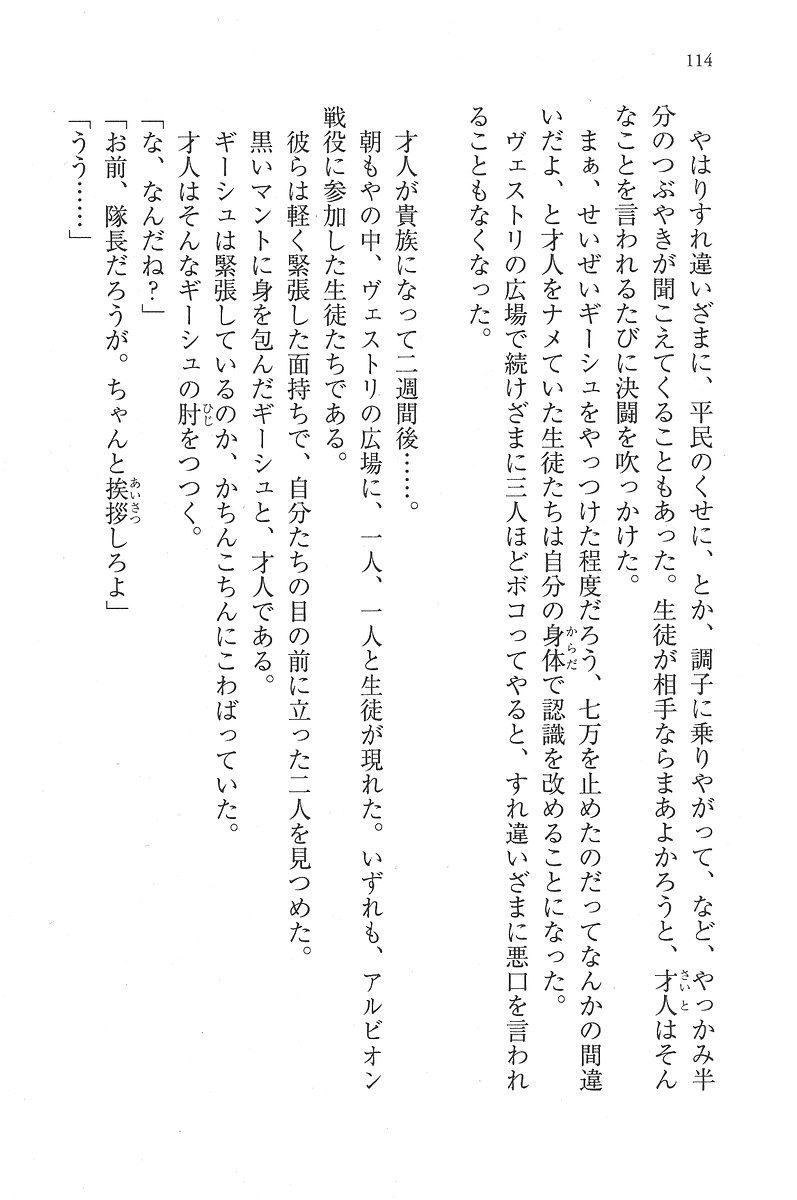 114
やはりすれ違いざまに、平民のくせに、とか、調子に乗りやがって、など、やっかみ半
分のつぶやきが聞こえてくることもあった。生徒が相手ならまあよかろうと、才人はそん
なことを言われるたびに決闘を吹っかけた。
まぁ、せいぜいギーシュをやっつけた程度だろう、七万を止めたのだってなんかの間違
いだよ、と才人をナメていた生徒たちは自分の身体で認識を改めることになった。
ヴェストリの広場で続けざまに三人ほどボコってやると、すれ違いざまに悪口を言われ
ることもなくなった。
才人が貴族になって二週間後……。
朝もやの中、ヴェストリの広場に、一人、一人と生徒が現れた。いずれも、アルビオン
戦役に参加した生徒たちである。
彼らは軽く緊張した面持ちで、自分たちの目の前に立った二人を見つめた。
黒いマントに身を包んだギーシュと、才人である。
ギーシュは緊張しているのか、かちんこちんにこわばっていた。
才人はそんなギーシュの肘をつつく。
「な、なんだね?」
「お前、隊長だろうが。ちゃんと挨拶しろよ」
「うう……」